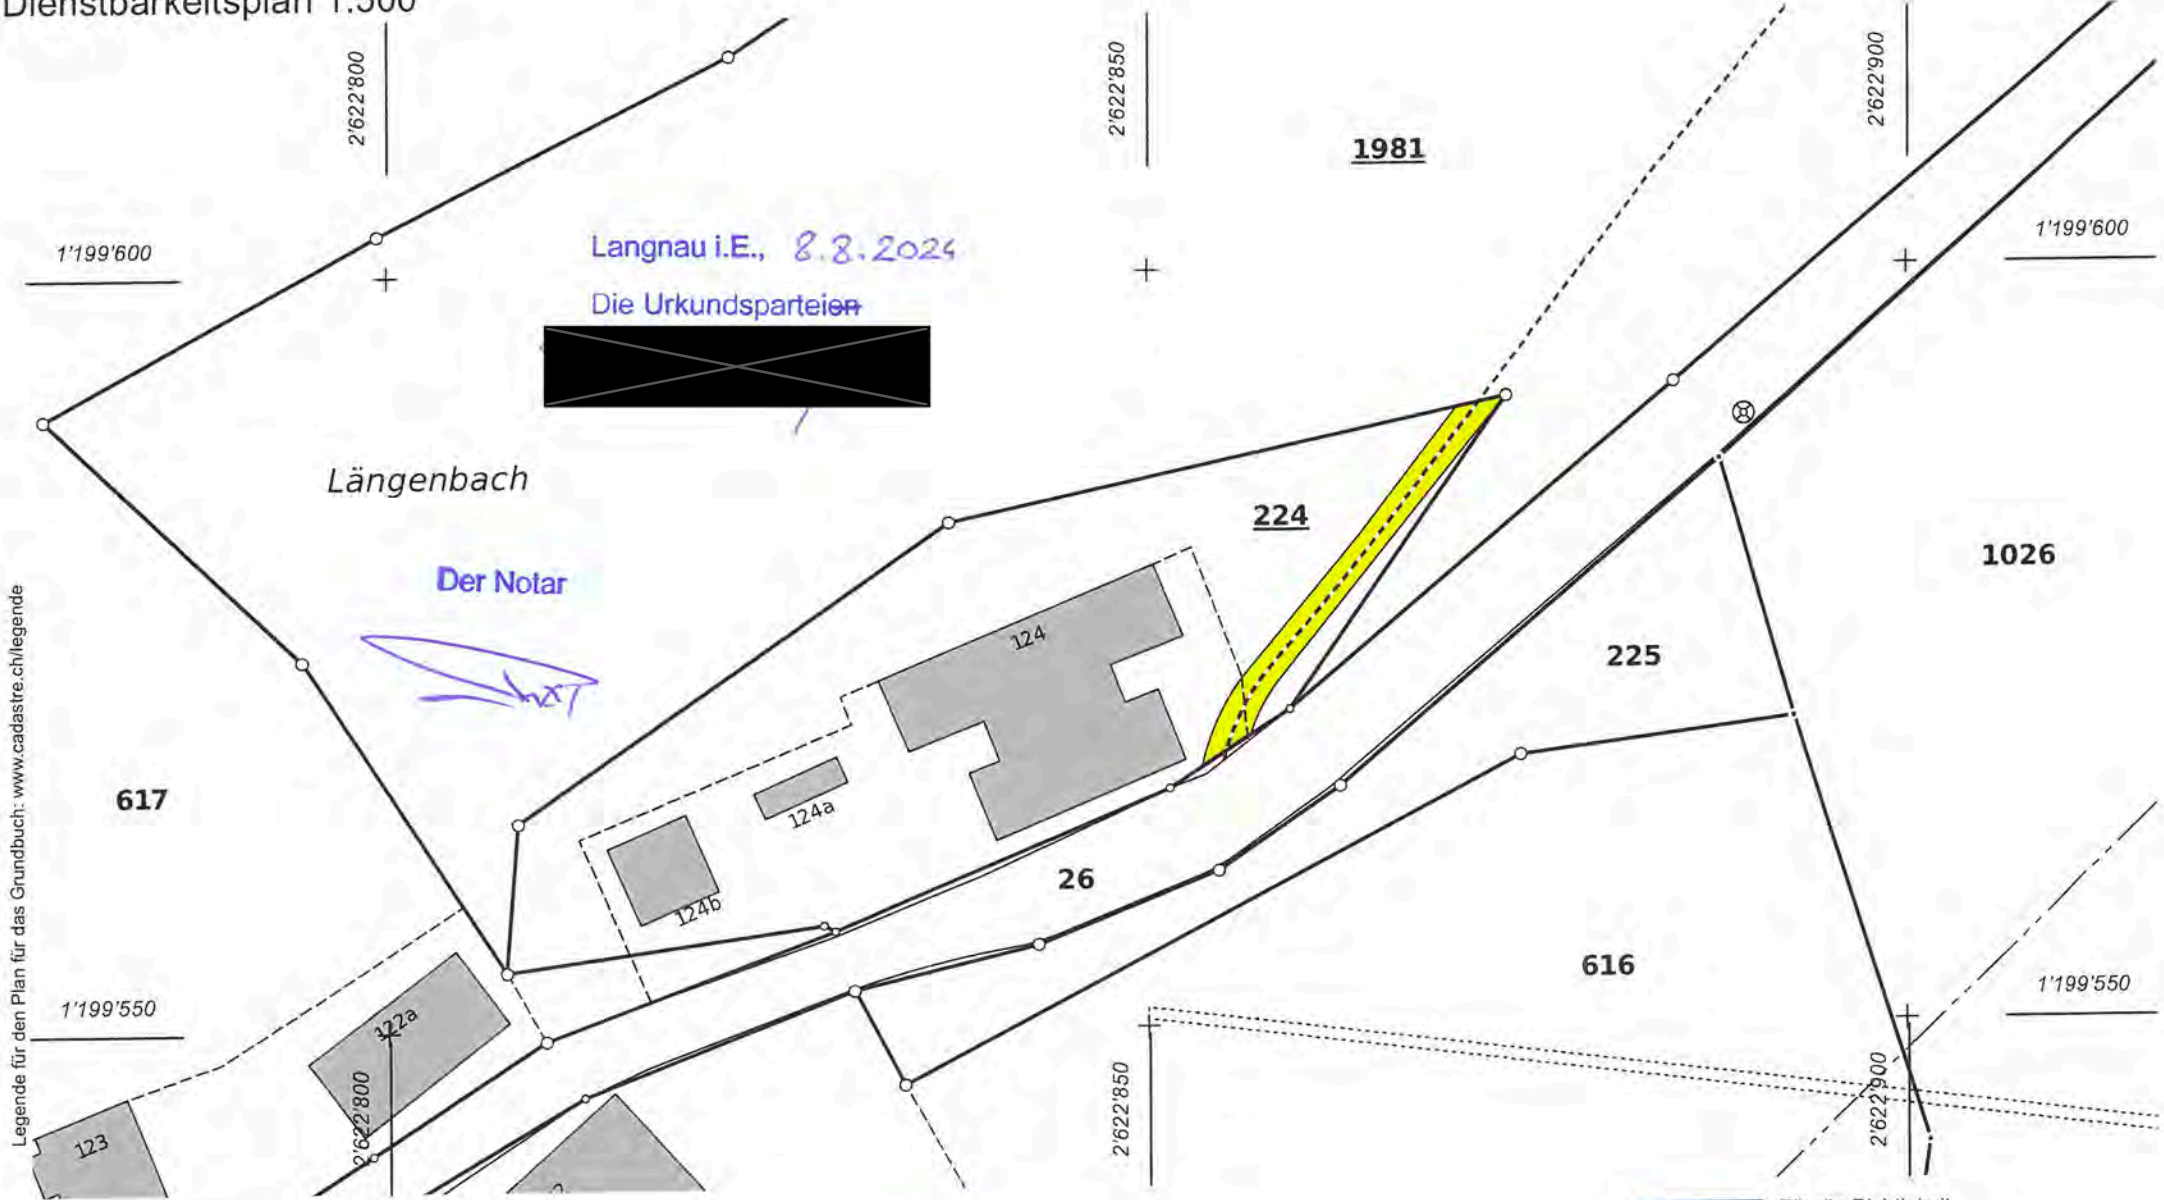 Dienstbarkeitsplan 1:500
2'622'800
2'622'850
2'622'900
1981
1'199'600
1'199'600
Langnau i.E., 8.8.2024
Die Urkundsparteien
Längenbach
224
1026
Der Notar
124
225
617
124a
26
124b
616
1'199'550
1'199'550
122a
2'622'800
2'622'850
2'622'900
123
Legende für den Plan für das Grundbuch: www.cadastre.ch/legende